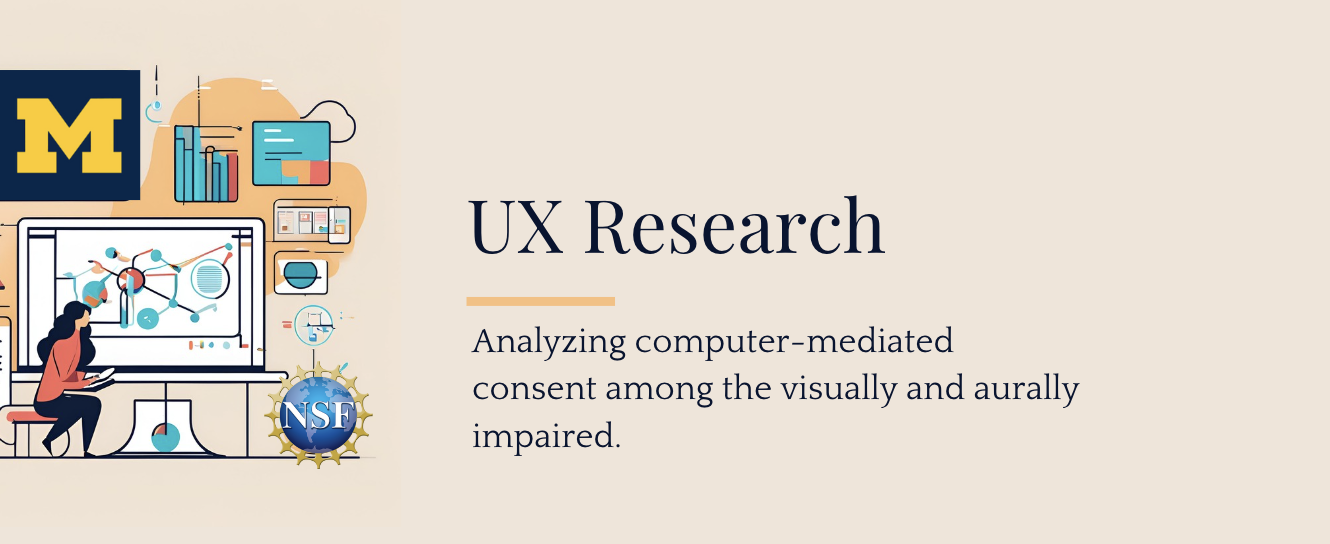 M
UX Research
Analyzing computer-mediated
consent among the visually and aurally
impaired.
NSF